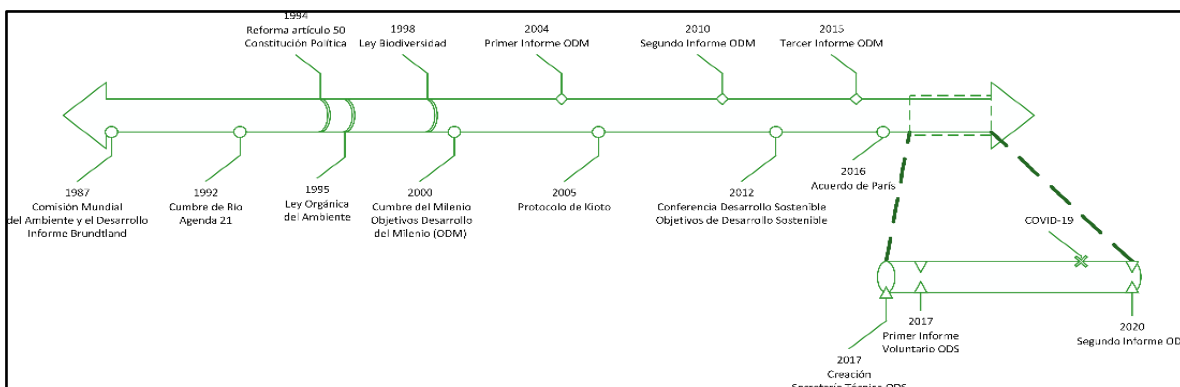 1994
Reforma artículo 50
Constitución Política
1998
Ley Biodiversidad
2004
Primer Informe ODM
2010
Segundo Informe ODM
2015
Tercer Informe ODM
1987
Comisión Mundial
del Ambiente y el Desarrollo
Informe Brundtland
1992
Cumbre de Río
Agenda 21
1995
Ley Orgánica
del Ambiente
2000
Cumbre del Milenio
Objetivos Desarrollo
del Milenio (ODM)
2005
Protocolo de Kioto
2012
Conferencia Desarrollo Sostenible
Objetivos de Desarrollo Sostenible
2016
Acuerdo de París
COVID-19
2017
Creación
Secretaría Técnica ODS
2017
Primer Informe
Voluntario ODS
2020
Segundo Informe